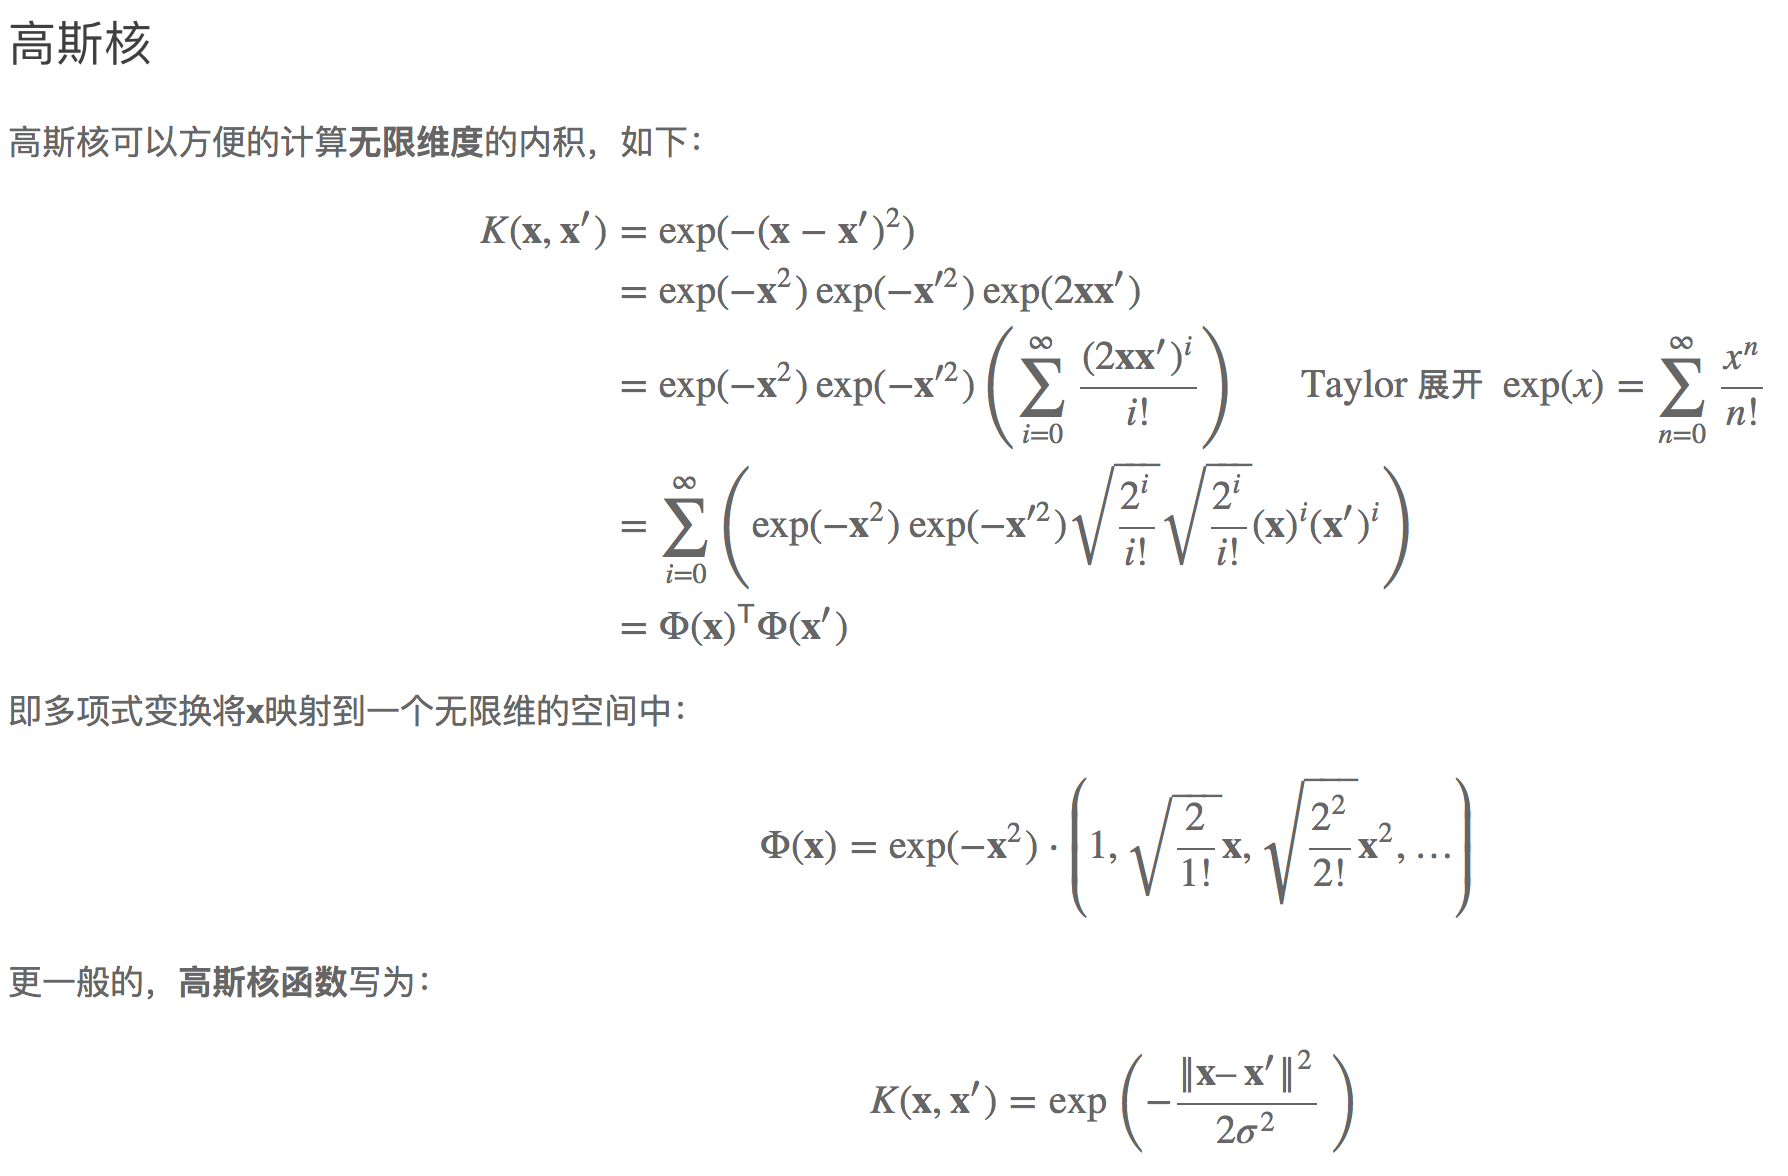 高斯核
高斯核可以方便的计算无限维度的内积，如下：
K(x, x′) = exp(−(x − x′)²)
= exp(−x²) exp(−x′²) exp(2xx′)
= exp(−x²) exp(−x′²) (∑_{i=0}^{∞} (2xx′)^i / i!) Taylor 展开 exp(x) = ∑_{n=0}^{∞} x^n / n!
= ∑_{i=0}^{∞} (exp(−x²) exp(−x′²) √(2^i / i!) √(2^i / i!) (x)^i (x′)^i)
= Φ(x)^⊤ Φ(x′)
即多项式变换将x映射到一个无限维的空间中：
Φ(x) = exp(−x²) · (1, √(2 / 1!) x, √(2² / 2!) x², …)
更一般的，高斯核函数写为：
K(x, x′) = exp (− ‖x– x′‖² / 2σ²)